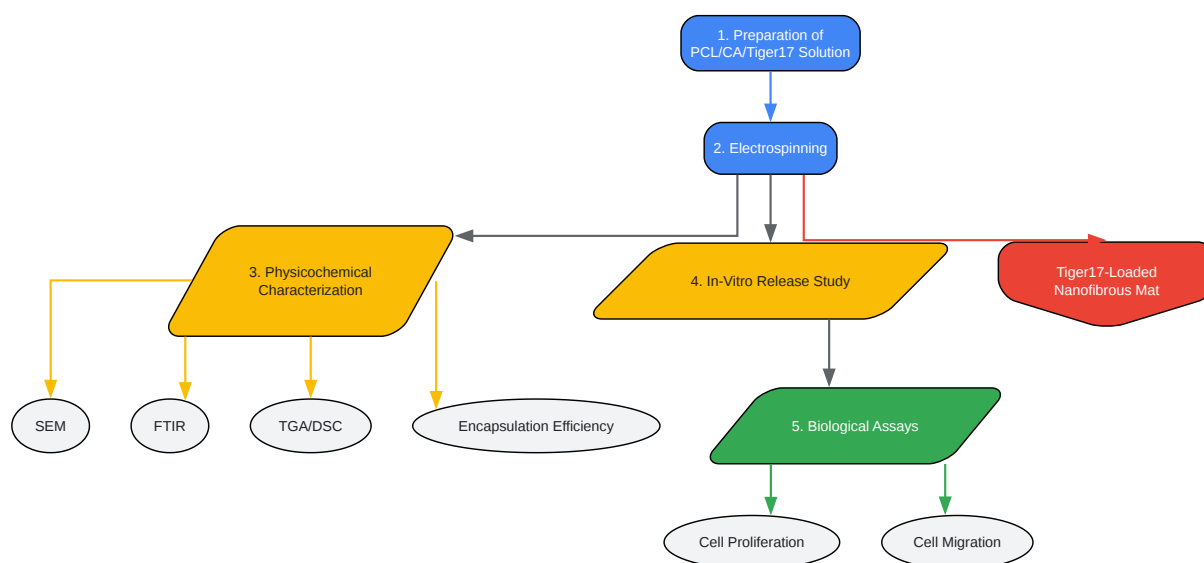 1. Preparation of
PCL/CA/Tiger17 Solution
2. Electrospinning
3. Physicochemical
Characterization
4. In-Vitro Release Study
Tiger17-Loaded
Nanofibrous Mat
SEM
FTIR
TGA/DSC
Encapsulation Efficiency
5. Biological Assays
Cell Proliferation
Cell Migration